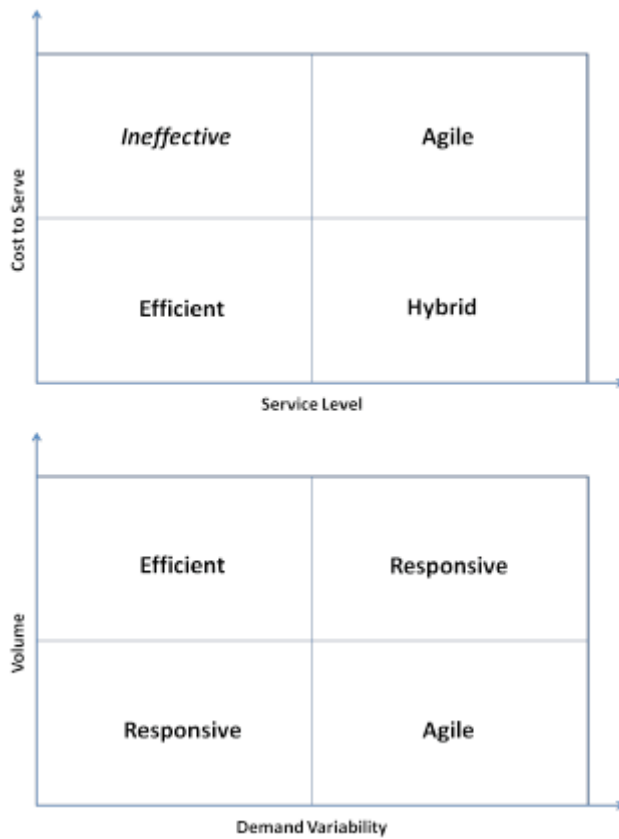 Ineffective
Agile
Cost to Serve
Efficient
Hybrid
Service Level
Efficient
Responsive
Volume
Responsive
Agile
Demand Variability